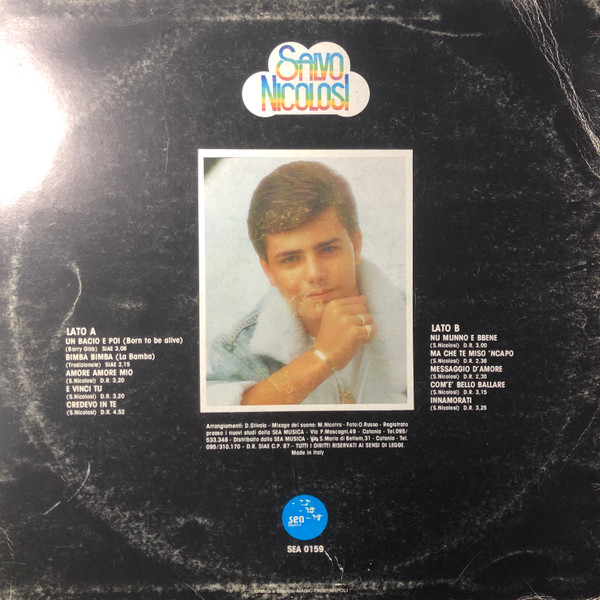 SALVO
NICOLOSI
LATO A
UN BACIO E POI (Born to be alive)
(Barry Gibb) SIAE 3,08
BIMBA BIMBA (La Bamba)
(Tradizionale) SIAE 2,15
AMORE AMORE MIO
(S.Nicolosi) D.R. 3,20
E VINCI TU
(S.Nicolosi) D.R. 3,20
CREDEVO IN TE
(S.Nicolosi) D.R. 4,52
LATO B
NU MUNNO E BBENE
(S.Nicolosi) D.R. 3,00
MA CHE TE MISO 'NCAPO
(S.Nicolosi) D.R. 2,38
MESSAGGIO D'AMORE
(S.Nicolosi) D.R. 2,35
COM'E' BELLO BALLARE
(S.Nicolosi) D.R. 3,15
INNAMORATI
(S.Nicolosi) D.R. 3,25
Arrangiamenti: D.Stivala - Mixage del suono: M.Nicotra - Foto:O.Russo - Registrato
presso i nuovi studi della SEA MUSICA - Via P.Mascagni,49 - Catania - Tel.095/
533.348 - Distribuito dalla SEA MUSICA - Via S.Maria di Betlem,31 - Catania - Tel.
095/310.170 - D.R. SIAE C.P. 87 - TUTTI I DIRITTI RISERVATI AI SENSI DI LEGGE.
Made in Italy
sea
SEA 0159